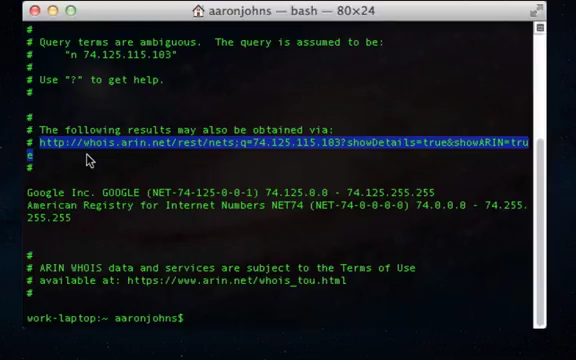 aaronjohns — bash — 80×24
#
# Query terms are ambiguous.  The query is assumed to be:
#     "n 74.125.115.103"
#
# Use "?" to get help.
#
#
# The following results may also be obtained via:
# http://whois.arin.net/rest/nets;q=74.125.115.103?showDetails=true&showARIN=tru
e
#
Google Inc. GOOGLE (NET-74-125-0-0-1) 74.125.0.0 - 74.125.255.255
American Registry for Internet Numbers NET74 (NET-74-0-0-0-0) 74.0.0.0 - 74.255.
255.255
#
# ARIN WHOIS data and services are subject to the Terms of Use
# available at: https://www.arin.net/whois_tou.html
#
work-laptop:~ aaronjohns$